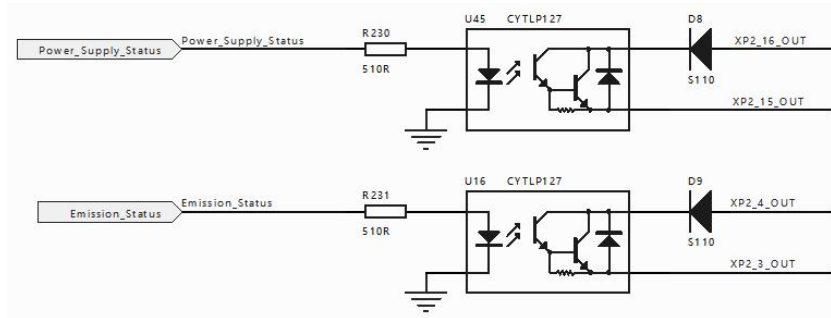 U45 CYTLP127 D8
R230
Power_Supply_Status Power_Supply_Status XP2_16_OUT
510R S110
XP2_15_OUT
U16 CYTLP127 D9
R231
Emission_Status Emission_Status XP2_4_OUT
510R S110
XP2_3_OUT